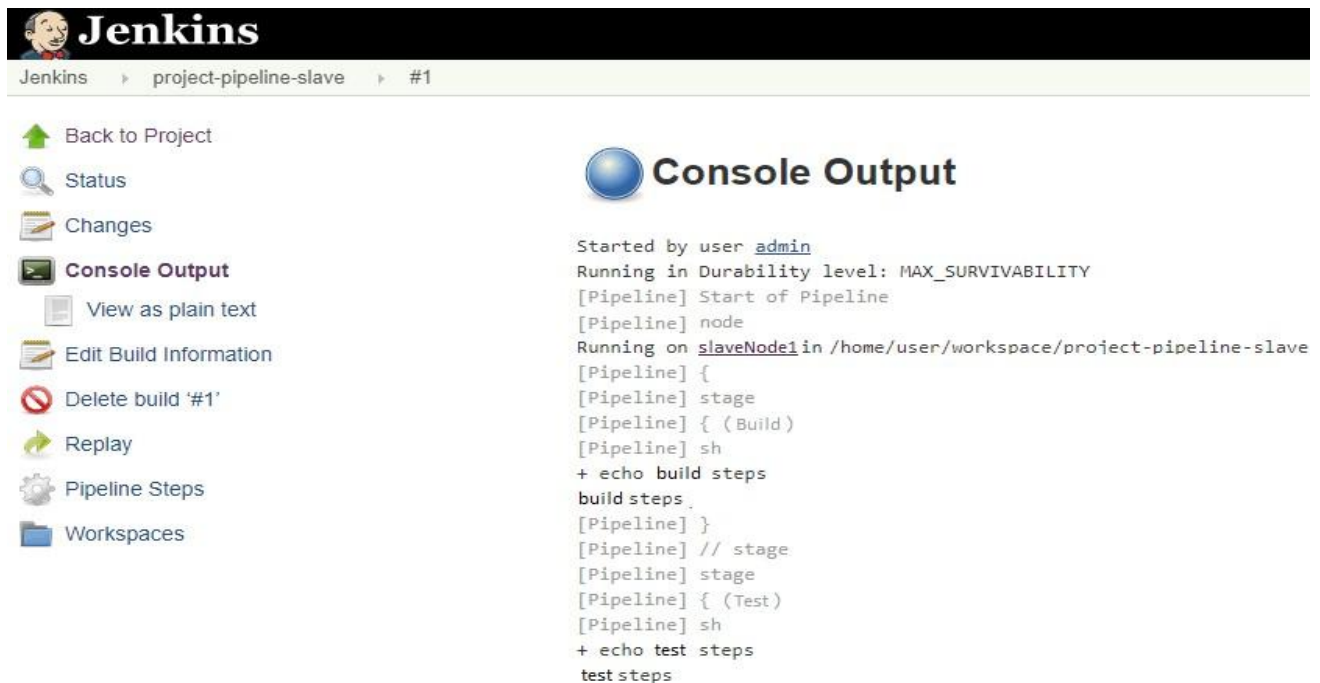 Jenkins
Jenkins project-pipeline-slave #1
Back to Project
Status
Changes
Console Output
View as plain text
Edit Build Information
Delete build ‘#1’
Replay
Pipeline Steps
Workspaces
Console Output
Started by user admin
Running in Durability level: MAX_SURVIVABILITY
[Pipeline] Start of Pipeline
[Pipeline] node
Running on slaveNode1 in /home/user/workspace/project-pipeline-slave
[Pipeline] {
[Pipeline] stage
[Pipeline] { (Build)
[Pipeline] sh
+ echo build steps
build steps
[Pipeline] }
[Pipeline] // stage
[Pipeline] stage
[Pipeline] { (Test)
[Pipeline] sh
+ echo test steps
test steps